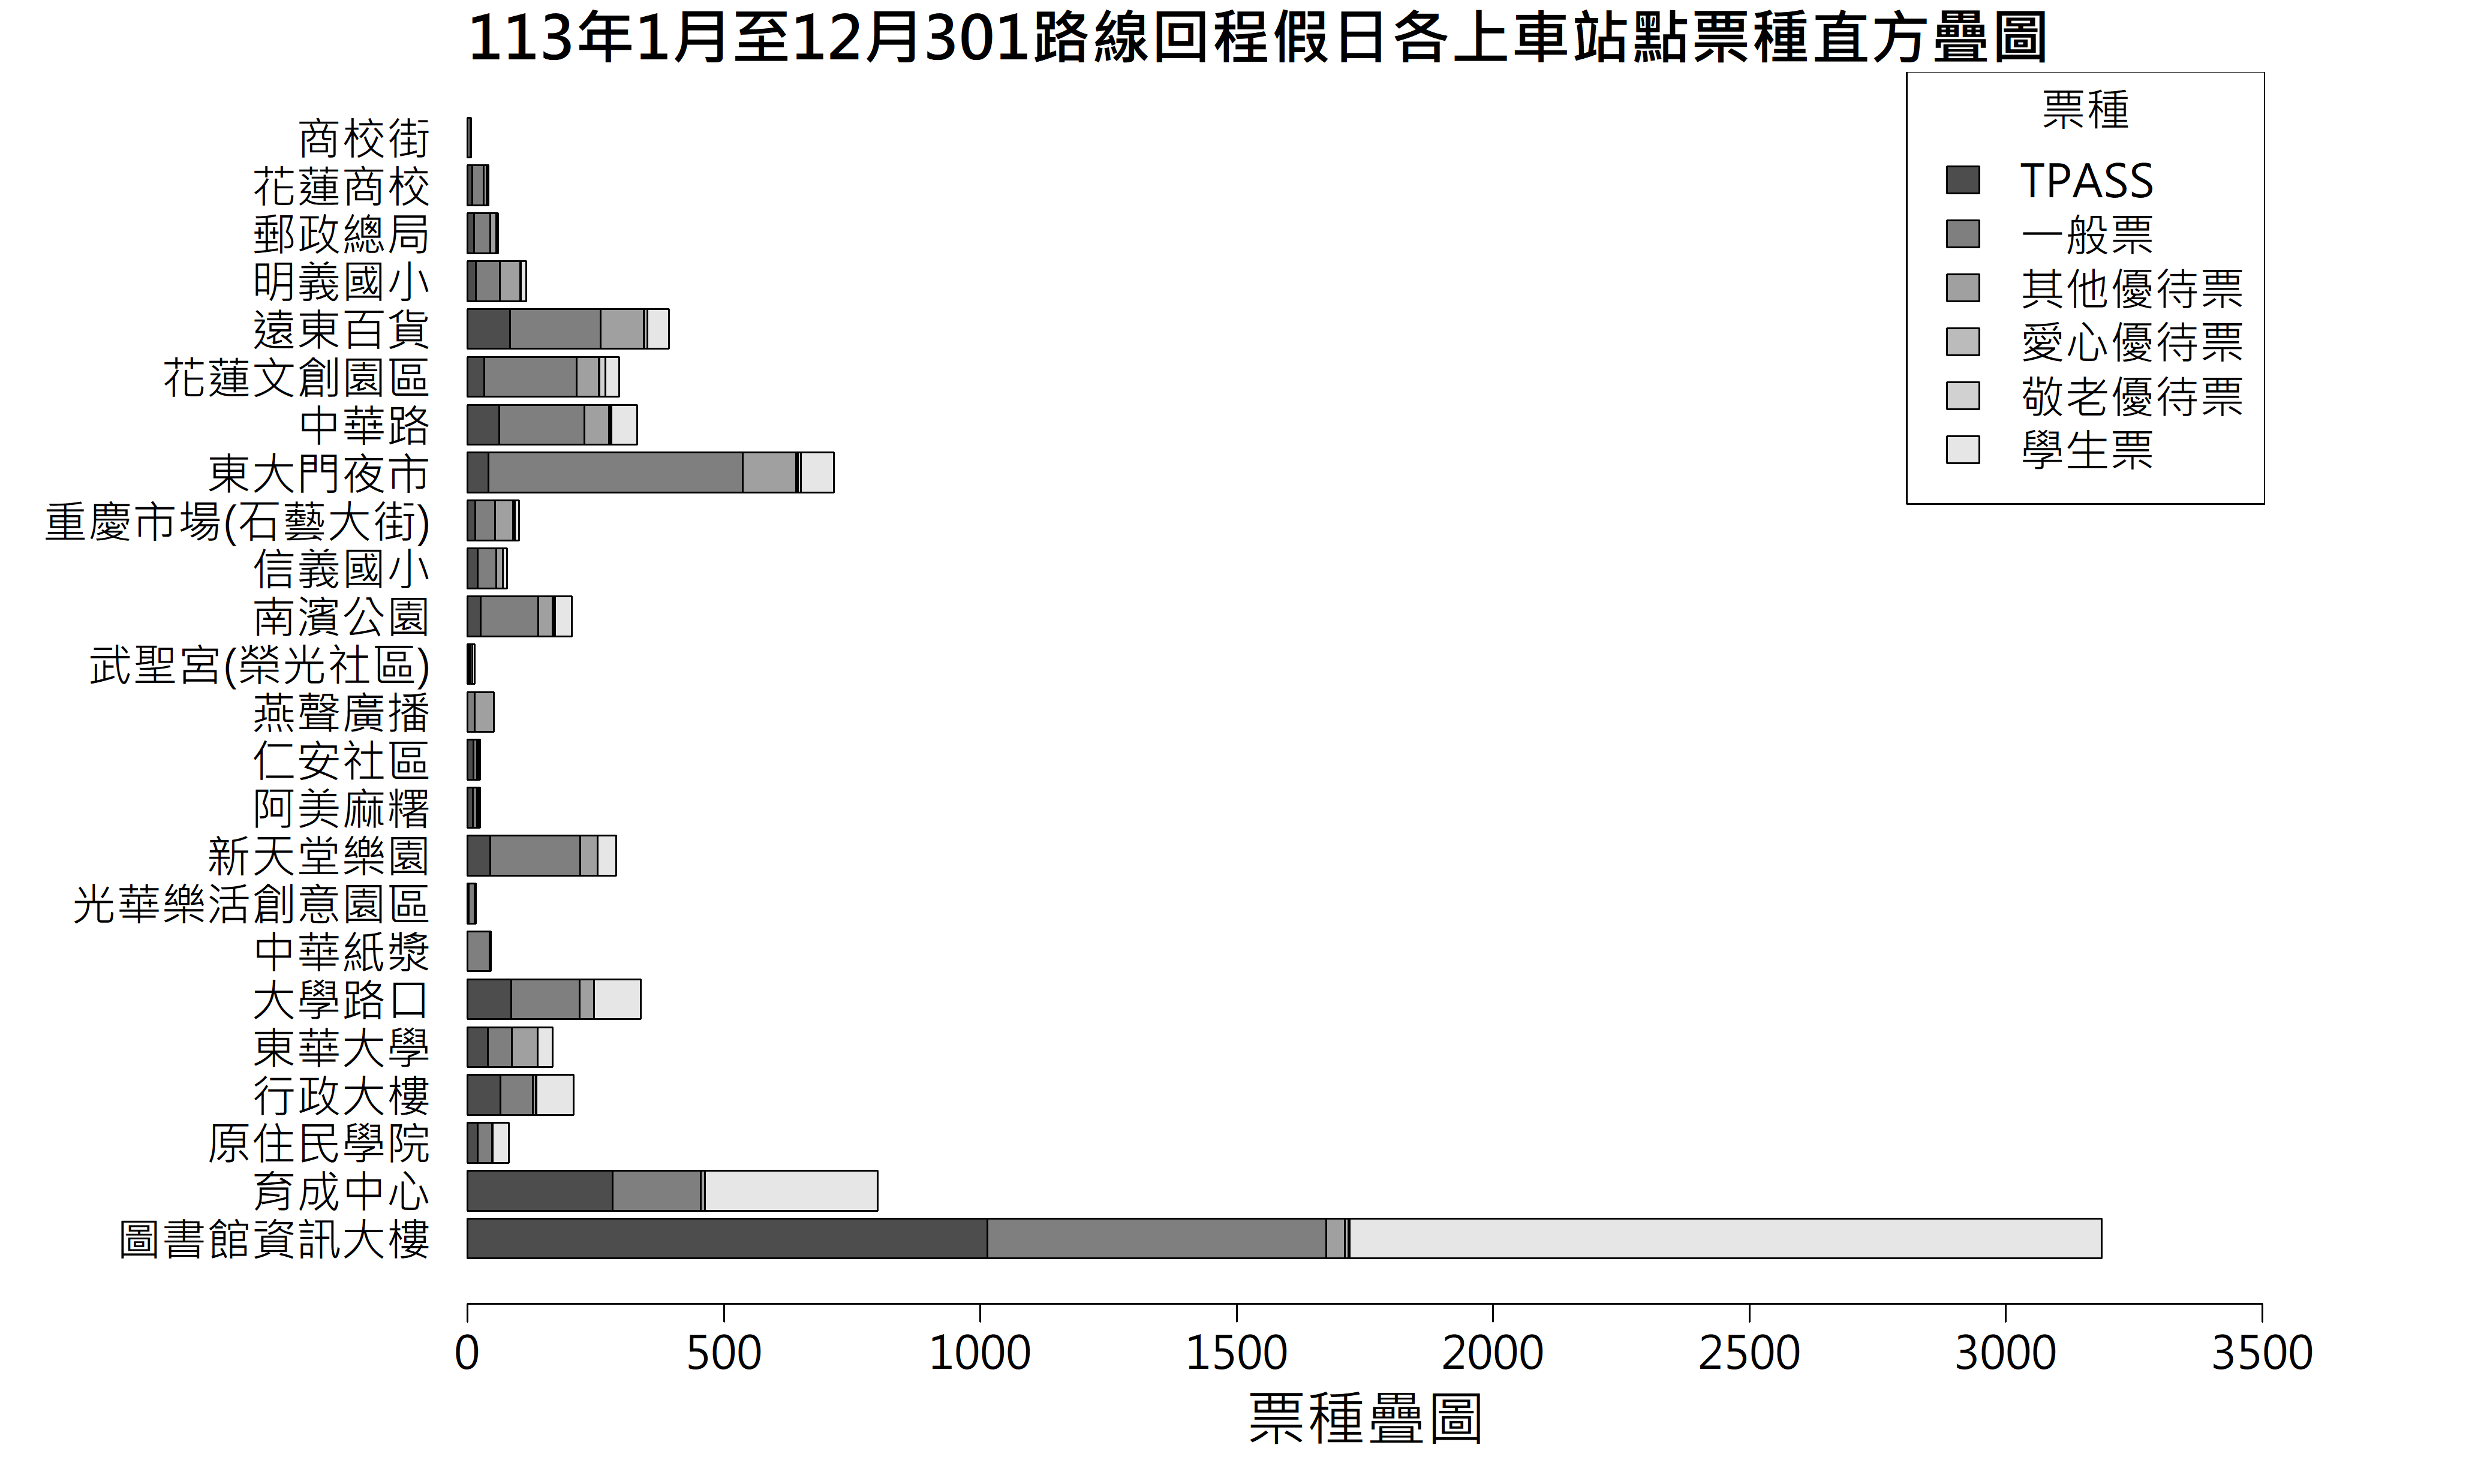 113年1月至12月301路線回程假日各上車站點票種直方疊圖
票種
TPASS
一般票
其他優待票
愛心優待票
敬老優待票
學生票
商校街
花蓮商校
郵政總局
明義國小
遠東百貨
花蓮文創園區
中華路
東大門夜市
重慶市場(石藝大街)
信義國小
南濱公園
武聖宮(榮光社區)
燕聲廣播
仁安社區
阿美麻糬
新天堂樂園
光華樂活創意園區
中華紙漿
大學路口
東華大學
行政大樓
原住民學院
育成中心
圖書館資訊大樓
0 500 1000 1500 2000 2500 3000 3500
票種疊圖